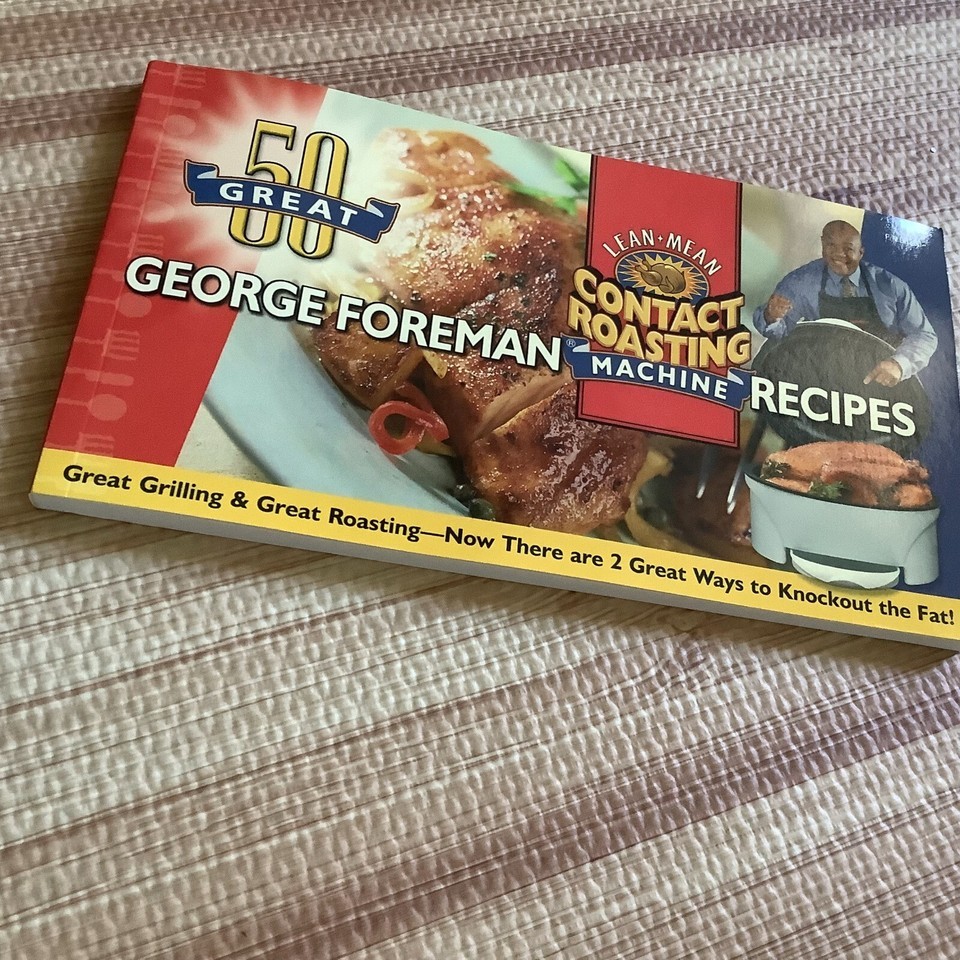 50
GREAT
GEORGE FOREMAN®
LEAN•MEAN
CONTACT
ROASTING
MACHINE
RECIPES
Great Grilling & Great Roasting—Now There are 2 Great Ways to Knockout the Fat!